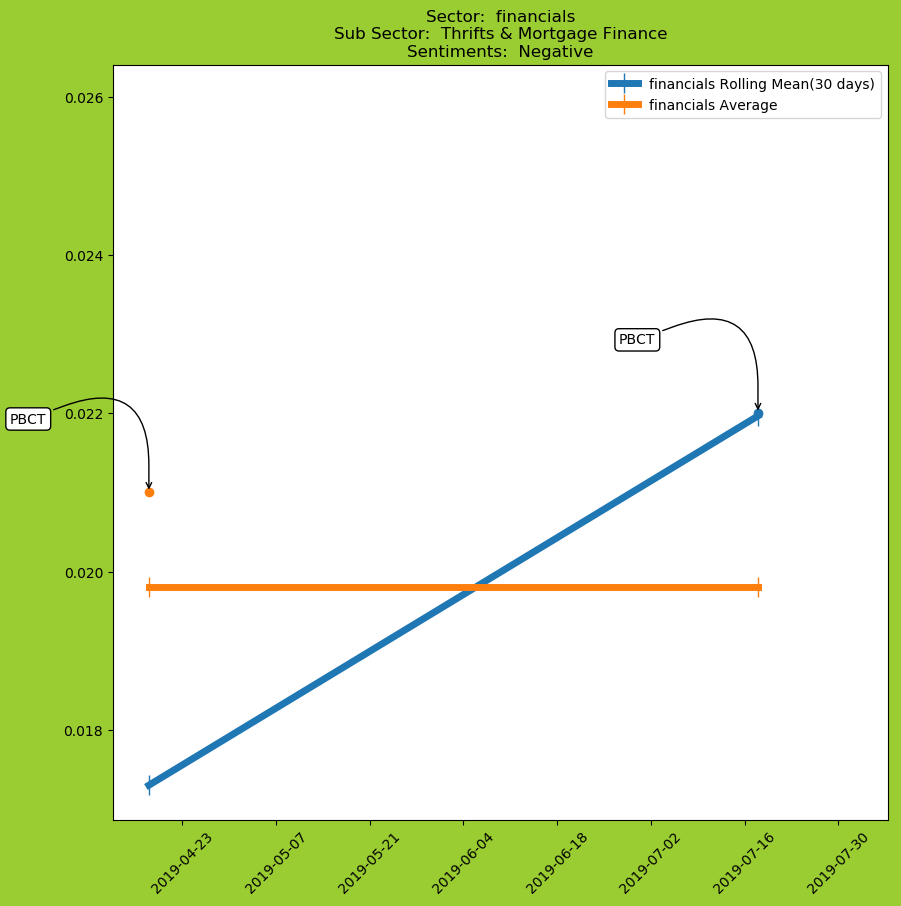 Sector:  financials
Sub Sector:  Thrifts & Mortgage Finance
Sentiments:  Negative
financials Rolling Mean(30 days)
financials Average
0.026
0.024
0.022
0.020
0.018
PBCT
PBCT
2019-04-23
2019-05-07
2019-05-21
2019-06-04
2019-06-18
2019-07-02
2019-07-16
2019-07-30